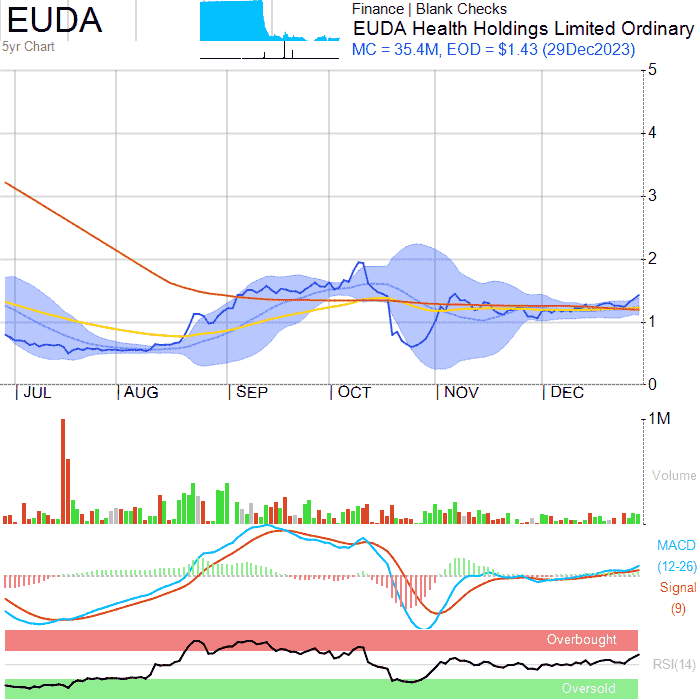 EUDA
5yr Chart
Finance | Blank Checks
EUDA Health Holdings Limited Ordinary
MC = 35.4M, EOD = $1.43 (29Dec2023)
5
4
3
2
1
0
JUL AUG SEP OCT NOV DEC
1M
Volume
MACD
(12-26)
Signal
(9)
Overbought
RSI(14)
Oversold